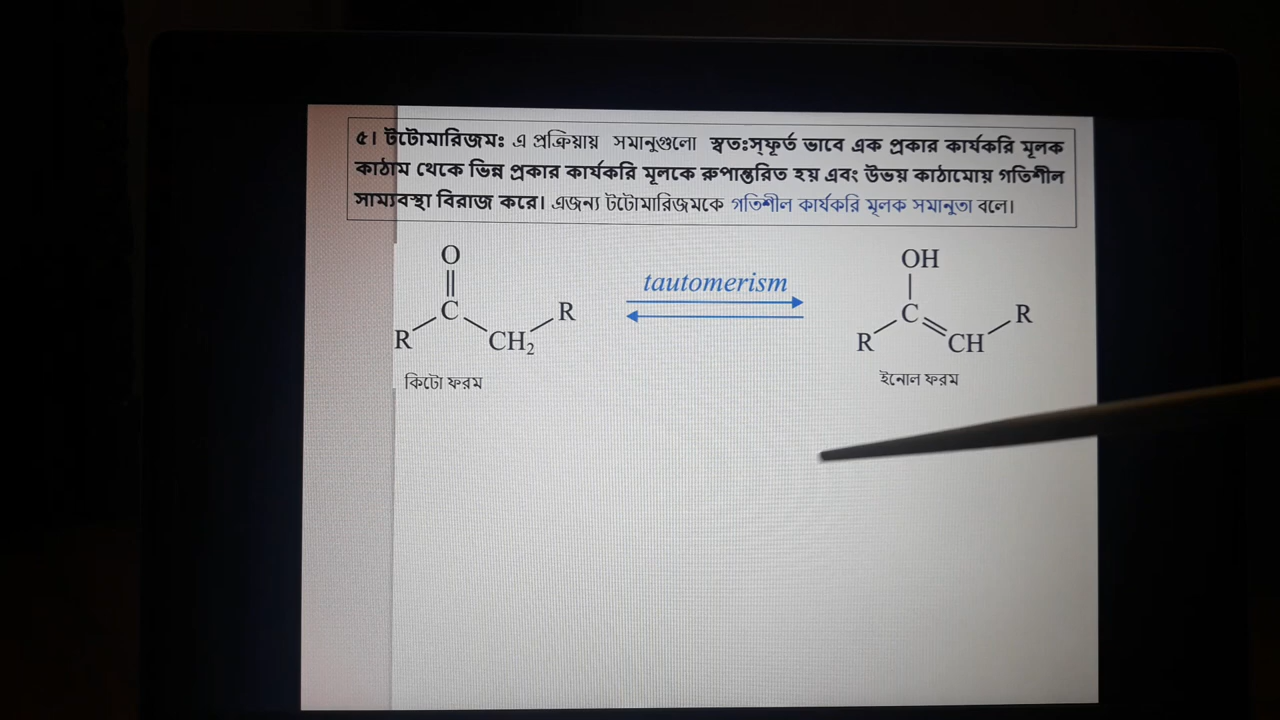 ৫। টটোমারিজমঃ এ প্রক্রিয়ায় সমানুগুলো স্বতঃস্ফূর্ত ভাবে এক প্রকার কার্যকরি মূলক
কাঠাম থেকে ভিন্ন প্রকার কার্যকরি মূলকে রুপান্তরিত হয় এবং উভয় কাঠামোয় গতিশীল
সাম্যবস্থা বিরাজ করে। এজন্য টটোমারিজমকে গতিশীল কার্যকরি মূলক সমানুতা বলে।
O
C
R
CH₂
R
কিটো ফরম
tautomerism
OH
C
R
CH
R
ইনোল ফরম